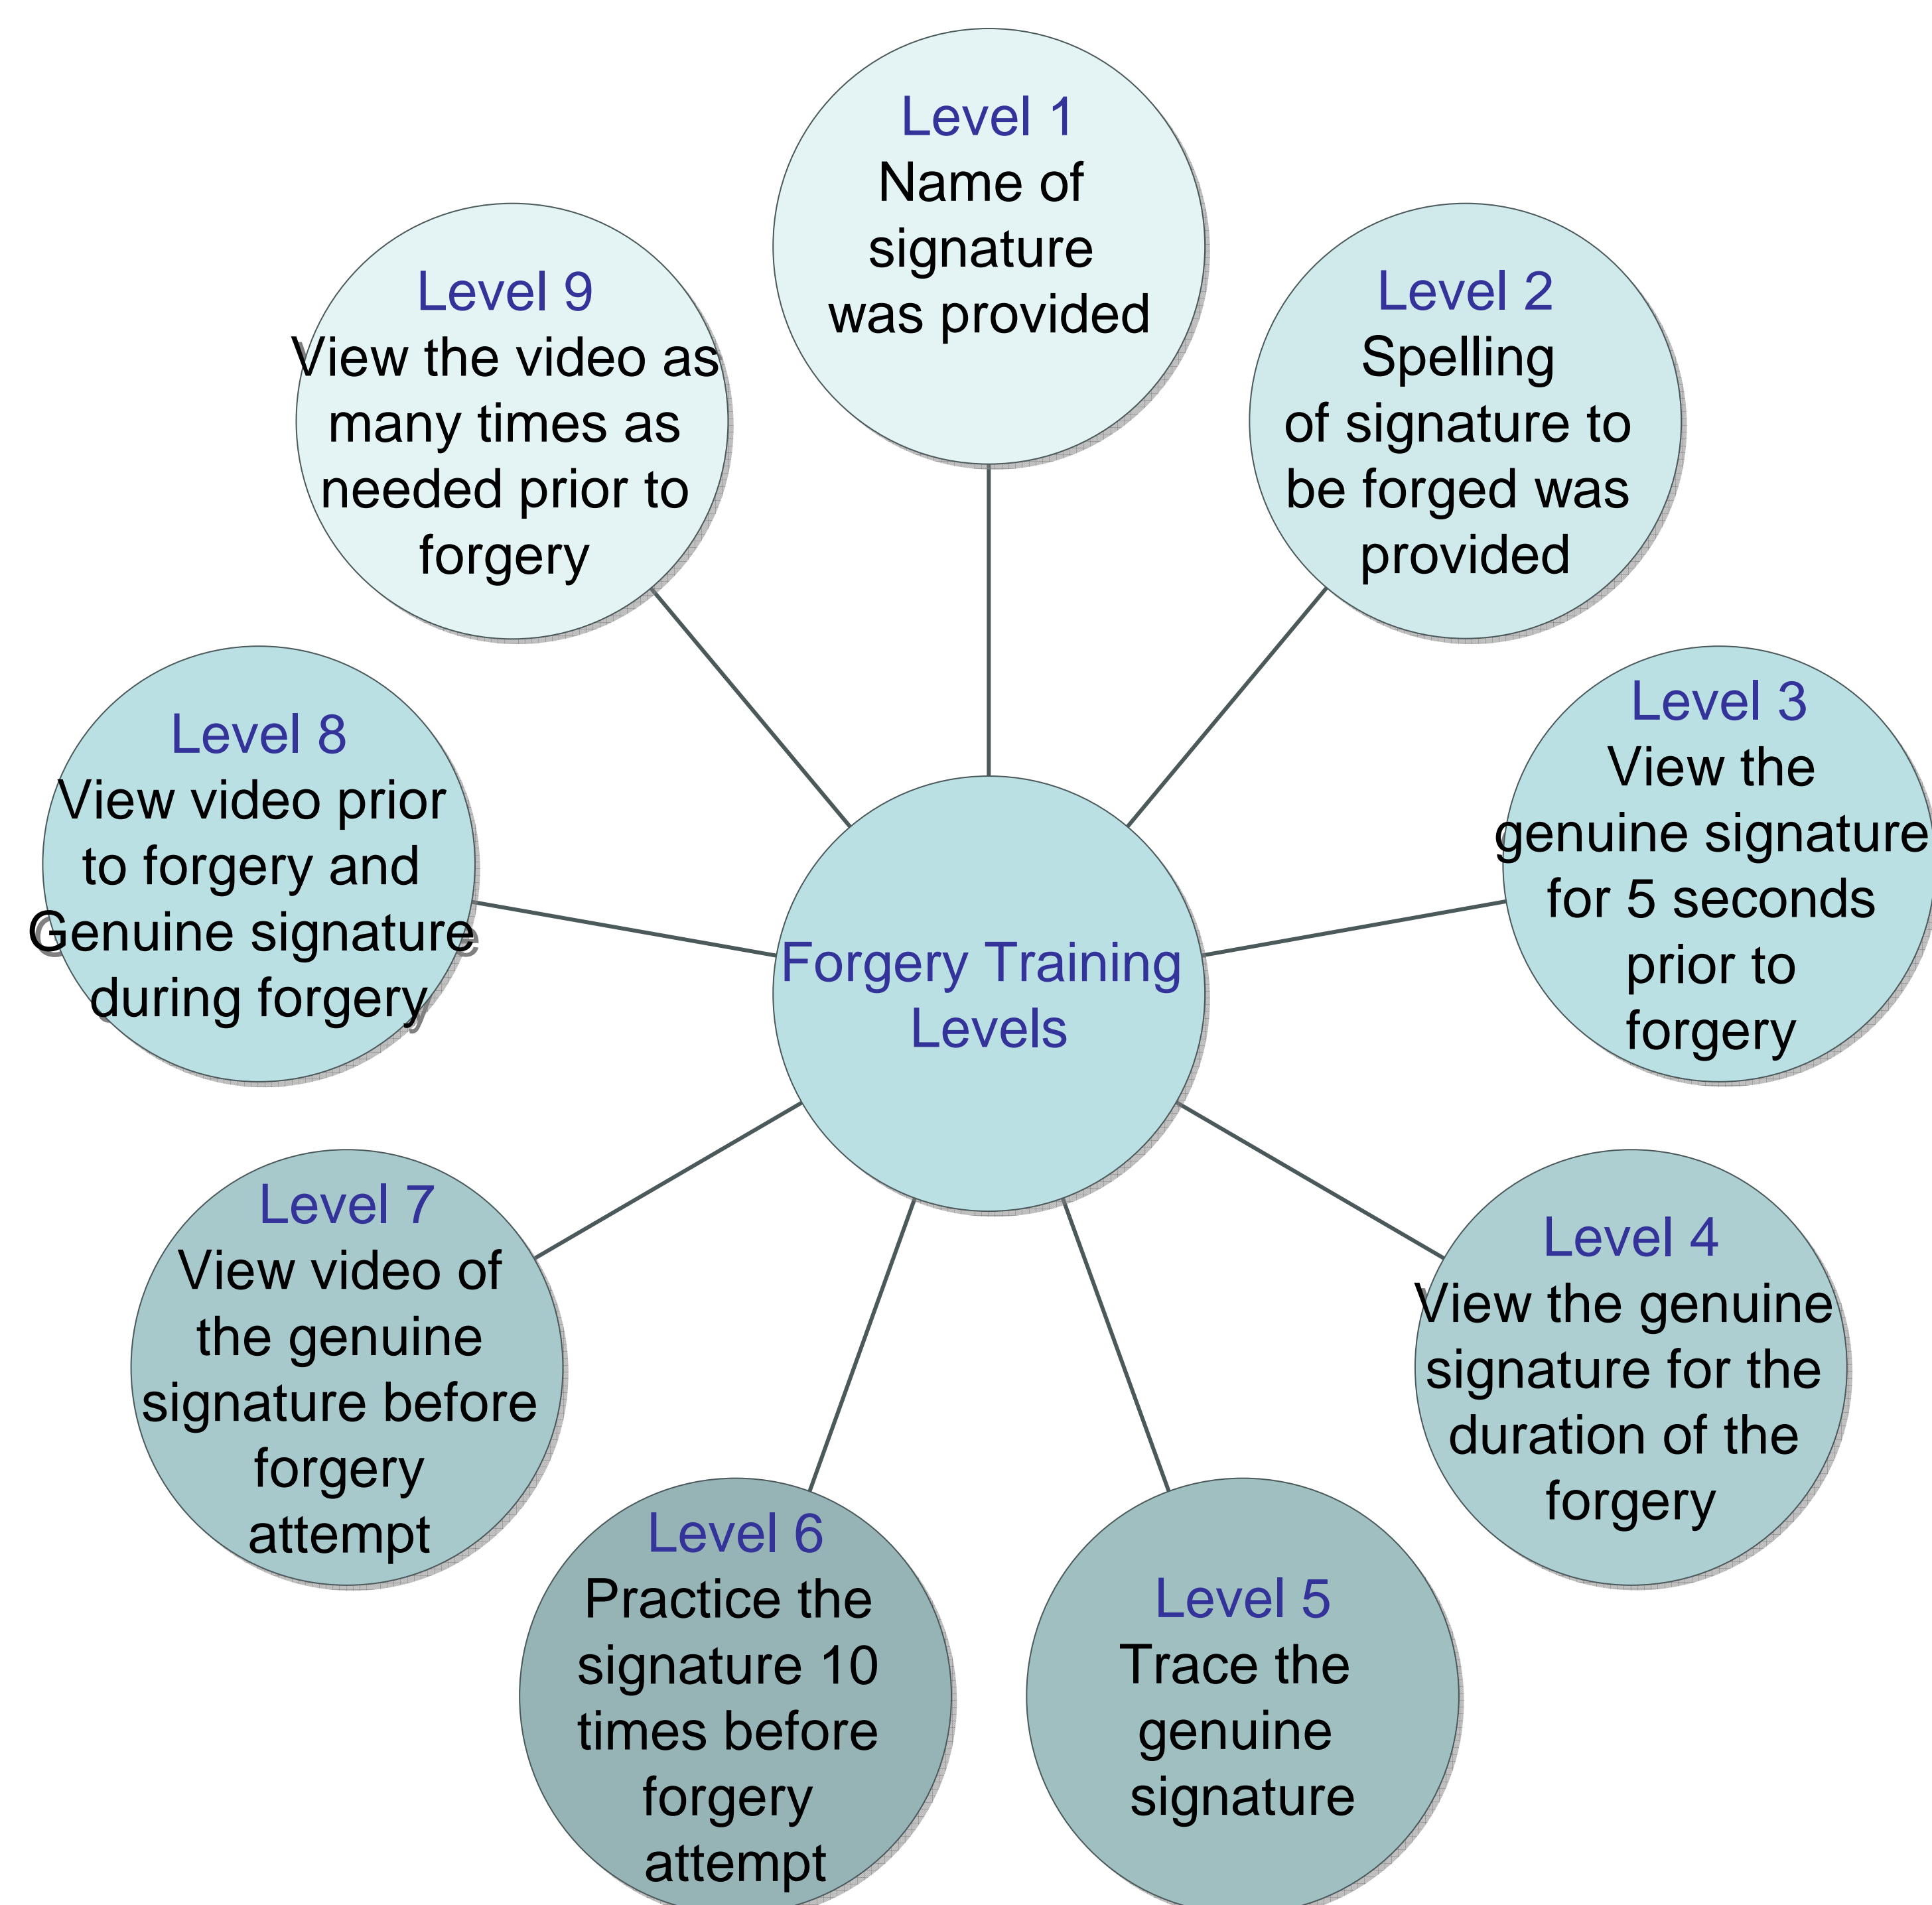 Level 1
Name of
signature
was provided
Level 2
Spelling
of signature to
be forged was
provided
Level 3
View the
genuine signature
for 5 seconds
prior to
forgery
Level 4
View the genuine
signature for the
duration of the
forgery
Level 5
Trace the
genuine
signature
Level 6
Practice the
signature 10
times before
forgery
attempt
Level 7
View video of
the genuine
signature before
forgery
attempt
Level 8
View video prior
to forgery and
Genuine signature
during forgery
Level 9
View the video as
many times as
needed prior to
forgery
Forgery Training
Levels